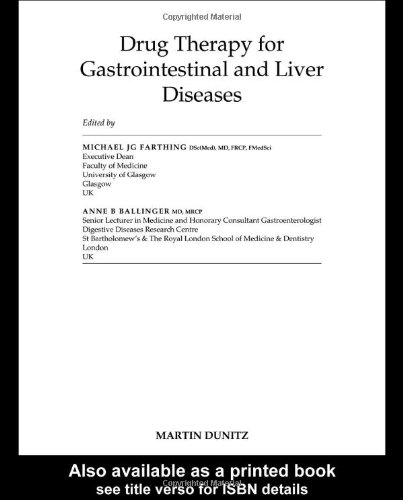 Copyrighted Material
Drug Therapy for
Gastrointestinal and Liver
Diseases
Edited by
MICHAEL JG FARTHING DSc(Med), MD, FRCP, FMedSci
Executive Dean
Faculty of Medicine
University of Glasgow
Glasgow
UK
ANNE B BALLINGER MD, MRCP
Senior Lecturer in Medicine and Honorary Consultant Gastroenterologist
Digestive Diseases Research Centre
St Bartholomew's & The Royal London School of Medicine & Dentistry
London
UK
MARTIN DUNITZ
Also available as a printed book
see title verso for ISBN details
Copyrighted Material